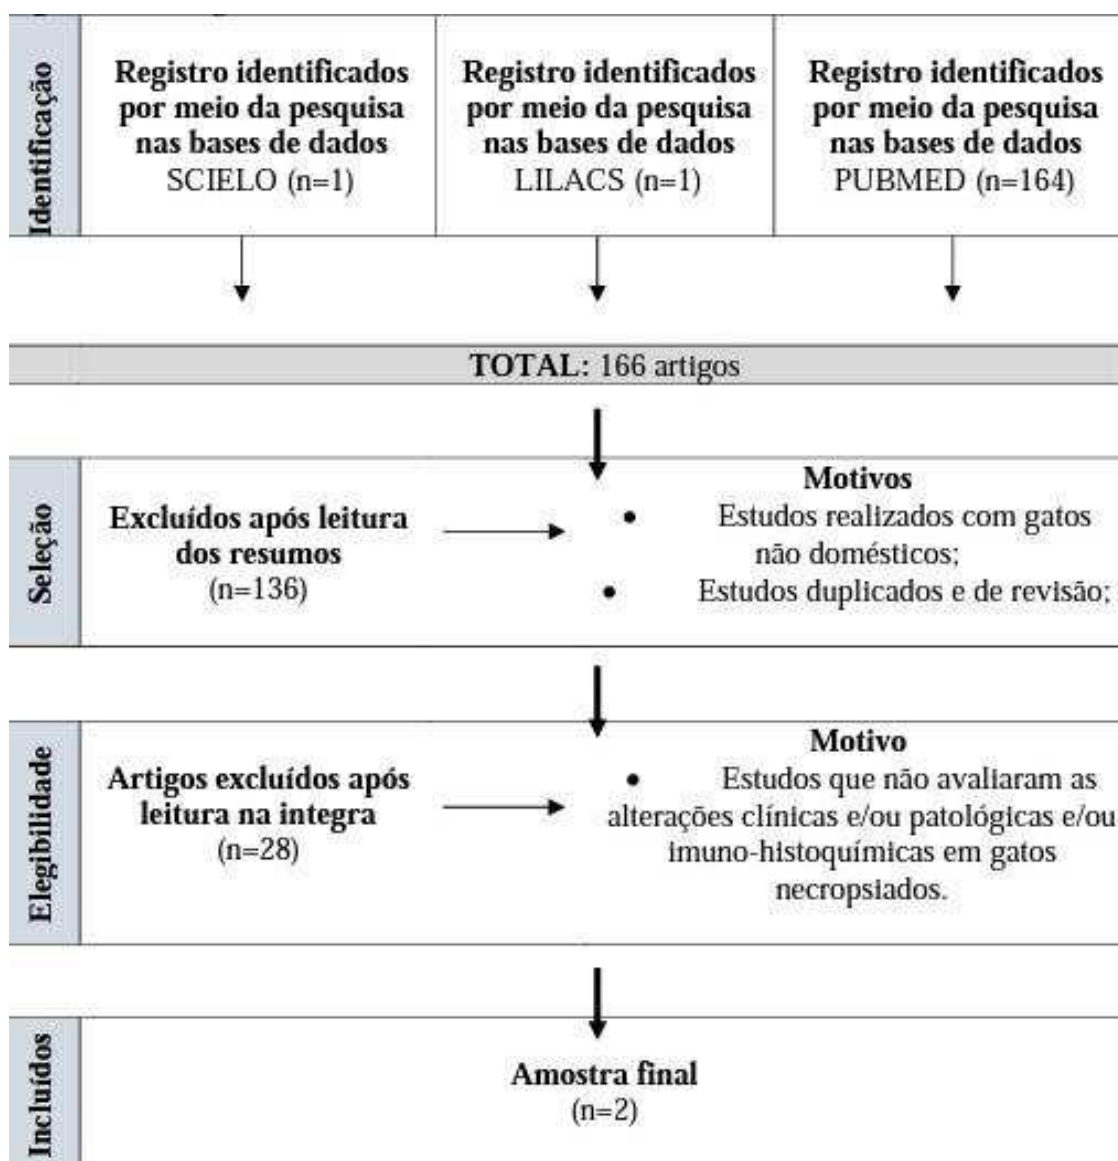 Identificação
Registro identificados
por meio da pesquisa
nas bases de dados
SCIELO (n=1)
Registro identificados
por meio da pesquisa
nas bases de dados
LILACS (n=1)
Registro identificados
por meio da pesquisa
nas bases de dados
PUBMED (n=164)
TOTAL: 166 artigos
Seleção
Excluídos após leitura
dos resumos
(n=136)
Motivos
• Estudos realizados com gatos
não domésticos;
• Estudos duplicados e de revisão;
Elegibilidade
Artigos excluídos após
leitura na integra
(n=28)
Motivo
• Estudos que não avaliaram as
alterações clínicas e/ou patológicas e/ou
imuno-histoquímicas em gatos
necropsiados.
Incluídos
Amostra final
(n=2)